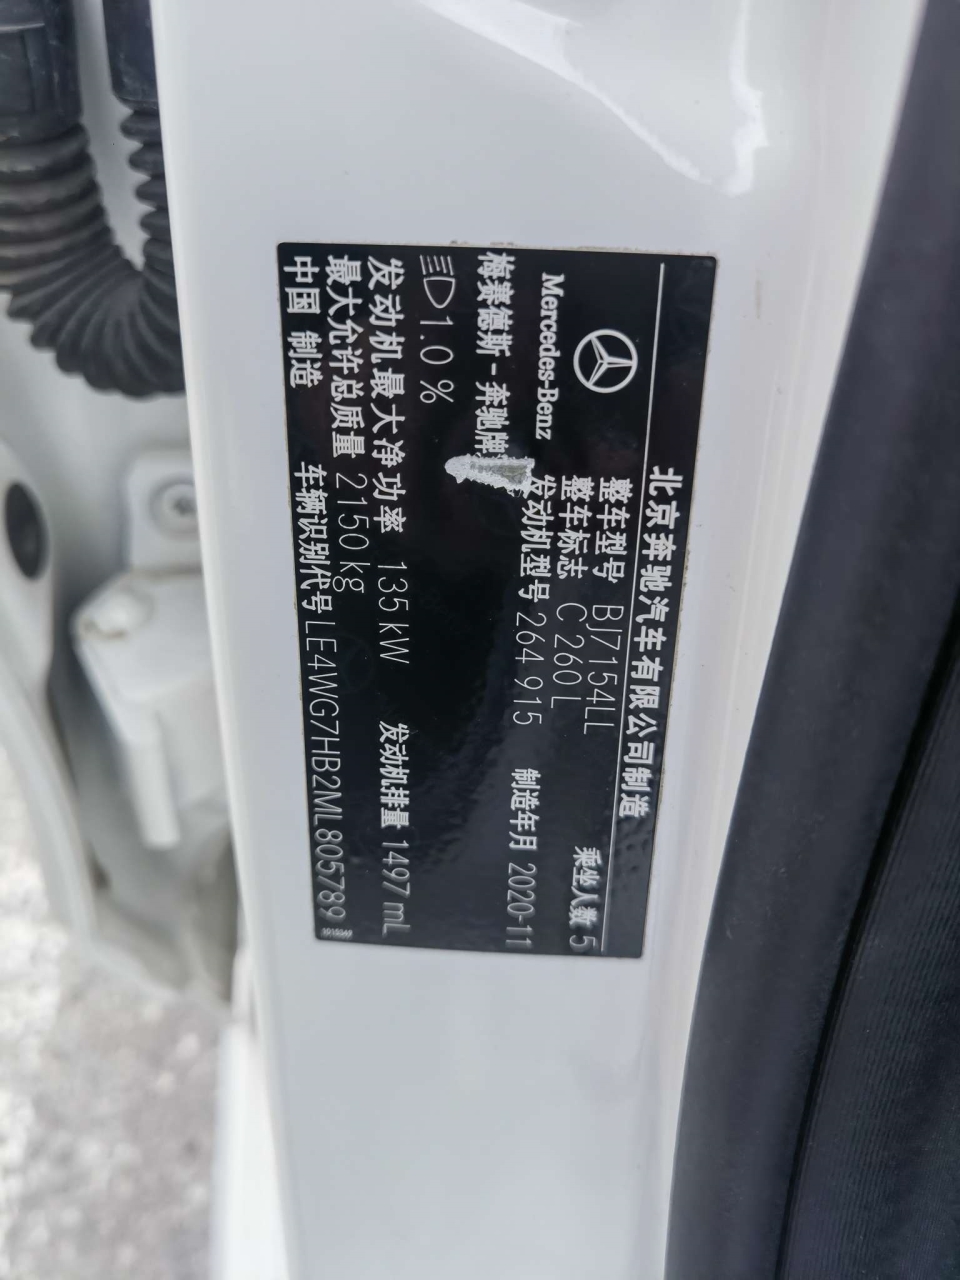 北京奔驰汽车有限公司制造
Mercedes-Benz
梅赛德斯-奔驰牌
整车型号 BJ7154LL 乘坐人数 5
整车标志 C 260 L
发动机型号 264 915 制造年月 2020-11
1.0 %
发动机最大净功率 135 kW 发动机排量 1497 mL
最大允许总质量 2150 kg
中国 制造 车辆识别代号 LE4WG7HB2ML805789